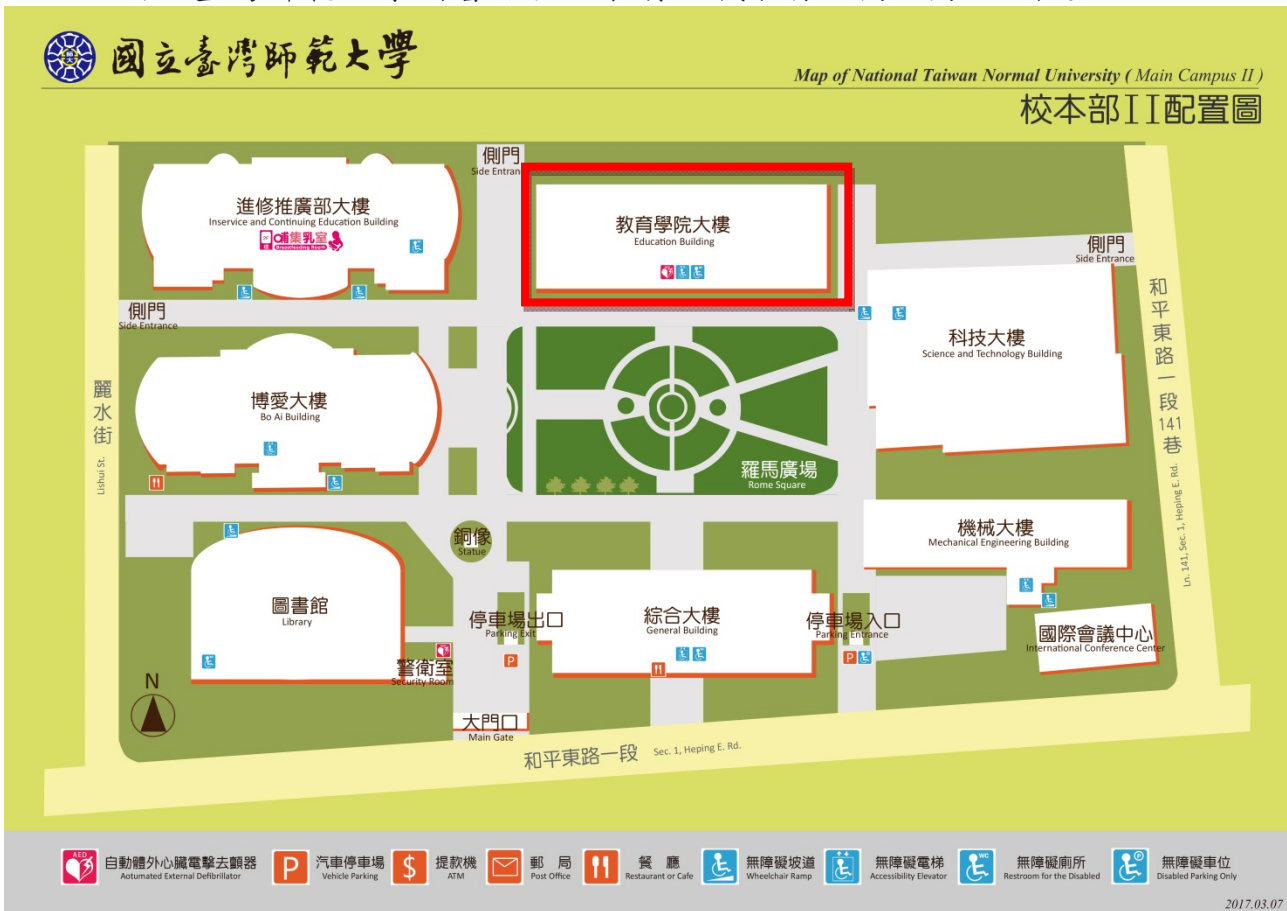 國立臺灣師範大學
Map of National Taiwan Normal University ( Main Campus II )
校本部II配置圖
側門
Side Entrance
進修推廣部大樓
Inservice and Continuing Education Building
哺集乳室
Breastfeeding Room
教育學院大樓
Education Building
側門
Side Entrance
側門
Side Entrance
科技大樓
Science and Technology Building
和平東路一段141巷
Ln. 141, Sec. 1, Heping E. Rd.
麗水街
Lishui St.
博愛大樓
Bo Ai Building
羅馬廣場
Rome Square
銅像
Statue
機械大樓
Mechanical Engineering Building
圖書館
Library
停車場出口
Parking Exit
P
綜合大樓
General Building
停車場入口
Parking Entrance
P
國際會議中心
International Conference Center
警衛室
Security Room
N
大門口
Main Gate
和平東路一段 Sec. 1, Heping E. Rd.
AED
自動體外心臟電擊去顫器
Aotumated External Defibrillator
P
汽車停車場
Vehicle Parking
$
提款機
ATM
郵 局
Post Office
餐 廳
Restaurant or Cafe
無障礙坡道
Wheelchair Ramp
無障礙電梯
Accessibility Elevator
WC
無障礙廁所
Restroom for the Disabled
P
無障礙車位
Disabled Parking Only
2017.03.07